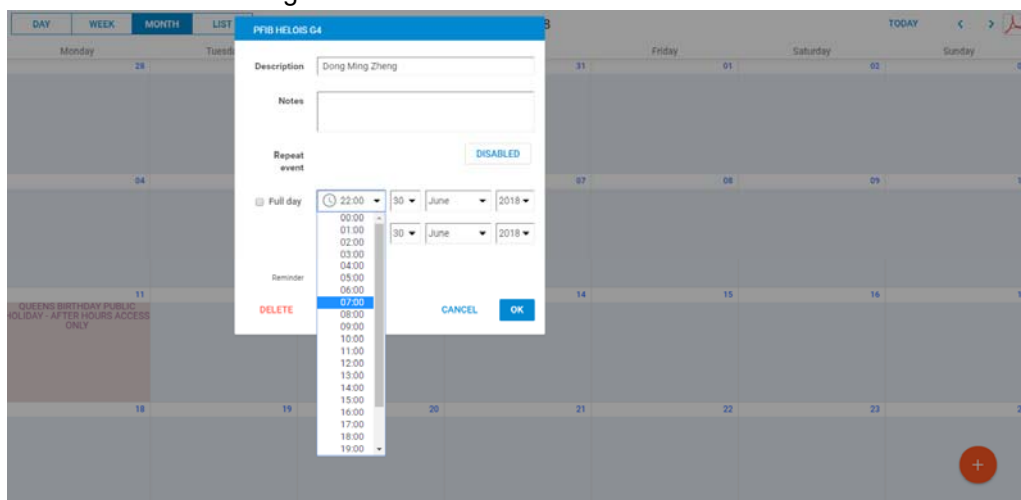 DAY WEEK MONTH LIST
TODAY < >
Monday
Friday Saturday Sunday
28 31 01 02
04 07 08 09
11 14 15 16
QUEENS BIRTHDAY PUBLIC
HOLIDAY - AFTER HOURS ACCESS
ONLY
18 19 20 21 22 23
PFIB HELOIS G4
Description Dong Ming Zheng
Notes
Repeat
event
DISABLED
Full day 22:00 30 June 2018
30 June 2018
00:00
01:00
02:00
03:00
04:00
05:00
06:00
07:00
08:00
09:00
10:00
11:00
12:00
13:00
14:00
15:00
16:00
17:00
18:00
19:00
Reminder
DELETE CANCEL OK
+